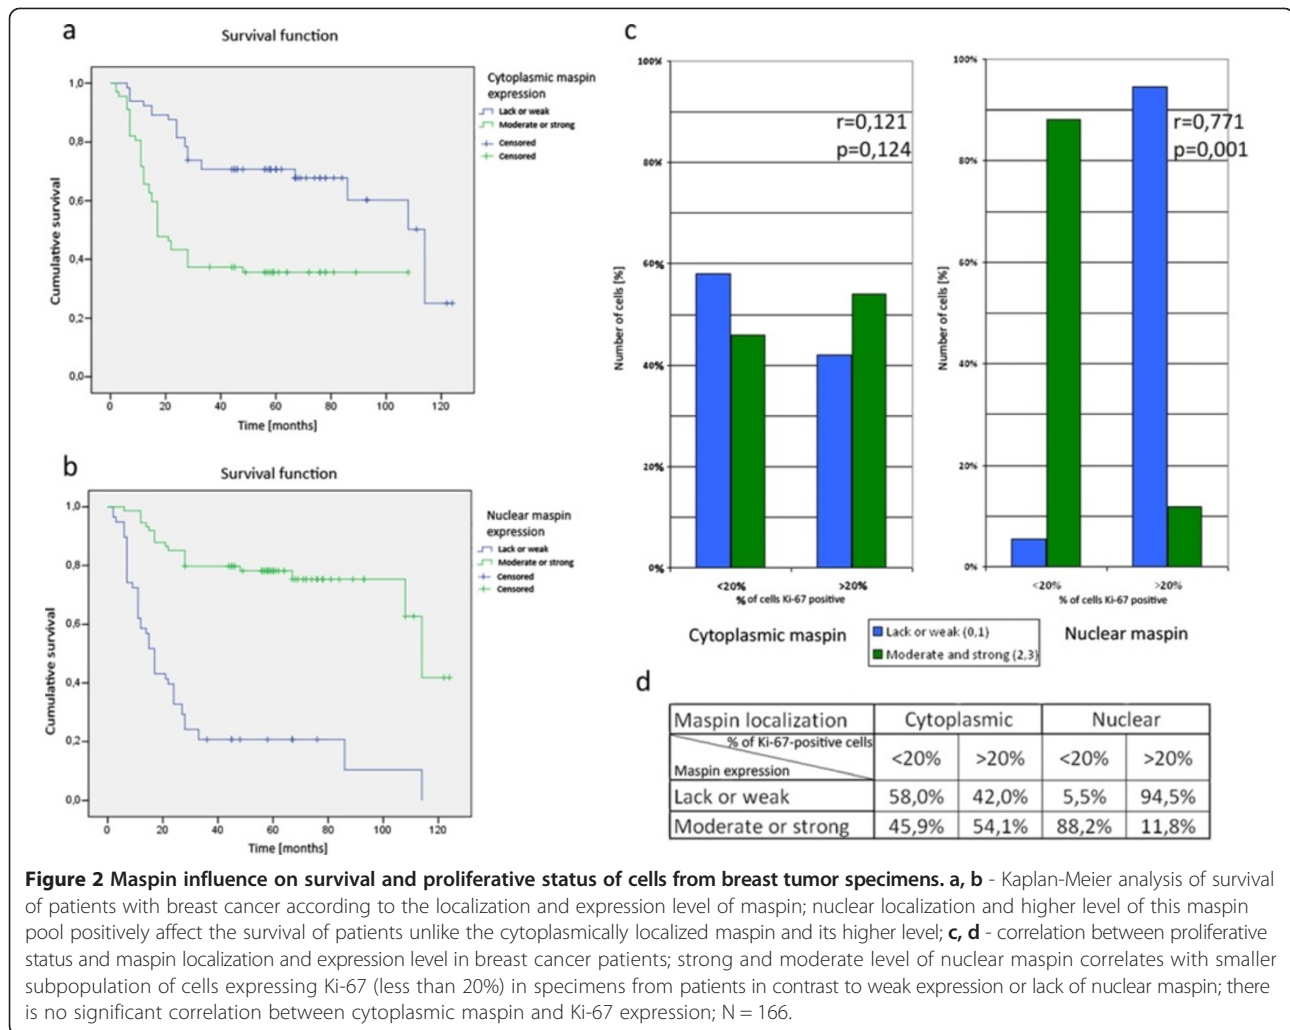 a
Survival function
Cytoplasmic maspin
expression
Lack or weak
Moderate or strong
Censored
Censored
1,0
0,8
0,6
0,4
0,2
0,0
Cumulative survival
0 20 40 60 80 100 120
Time [months]
b
Survival function
Nuclear maspin
expression
Lack or weak
Moderate or strong
Censored
Censored
1,0
0,8
0,6
0,4
0,2
0,0
Cumulative survival
0 20 40 60 80 100 120
Time [months]
c
100%
80%
60%
40%
20%
0%
Number of cells [%]
r=0,121
p=0,124
<20% >20%
% of cells Ki-67 positive
Cytoplasmic maspin
100%
80%
60%
40%
20%
0%
Number of cells [%]
r=0,771
p=0,001
<20% >20%
% of cells Ki-67 positive
Nuclear maspin
Lack or weak (0,1)
Moderate and strong (2,3)
d
Maspin localization Cytoplasmic Nuclear
% of Ki-67-positive cells
Maspin expression
<20% >20% <20% >20%
Lack or weak 58,0% 42,0% 5,5% 94,5%
Moderate or strong 45,9% 54,1% 88,2% 11,8%
Figure 2 Maspin influence on survival and proliferative status of cells from breast tumor specimens. a, b - Kaplan-Meier analysis of survival
of patients with breast cancer according to the localization and expression level of maspin; nuclear localization and higher level of this maspin
pool positively affect the survival of patients unlike the cytoplasmically localized maspin and its higher level; c, d - correlation between proliferative
status and maspin localization and expression level in breast cancer patients; strong and moderate level of nuclear maspin correlates with smaller
subpopulation of cells expressing Ki-67 (less than 20%) in specimens from patients in contrast to weak expression or lack of nuclear maspin; there
is no significant correlation between cytoplasmic maspin and Ki-67 expression; N = 166.